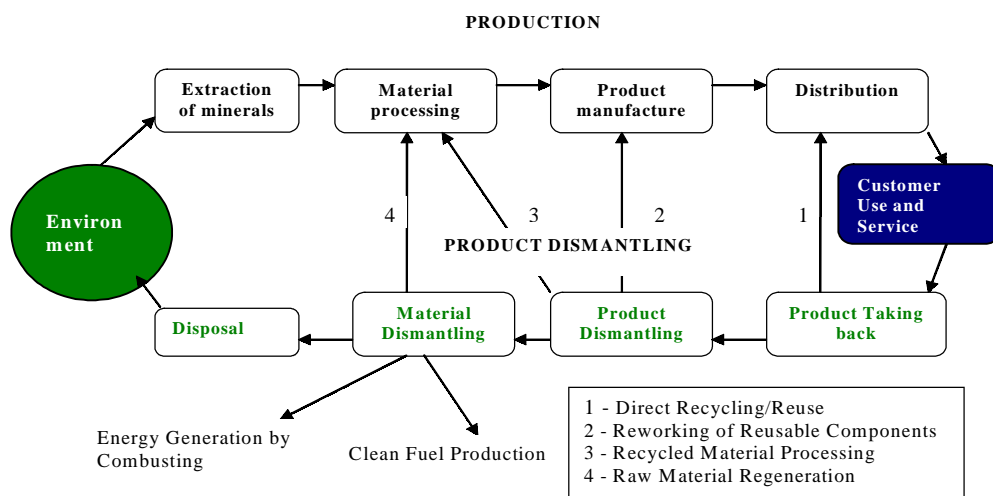 PRODUCTION
Extraction
of minerals
Material
processing
Product
manufacture
Distribution
Environ
ment
Customer
Use and
Service
4
3
2
1
PRODUCT DISMANTLING
Disposal
Material
Dismantling
Product
Dismantling
Product Taking
back
Energy Generation by
Combusting
Clean Fuel Production
1 - Direct Recycling/Reuse
2 - Reworking of Reusable Components
3 - Recycled Material Processing
4 - Raw Material Regeneration